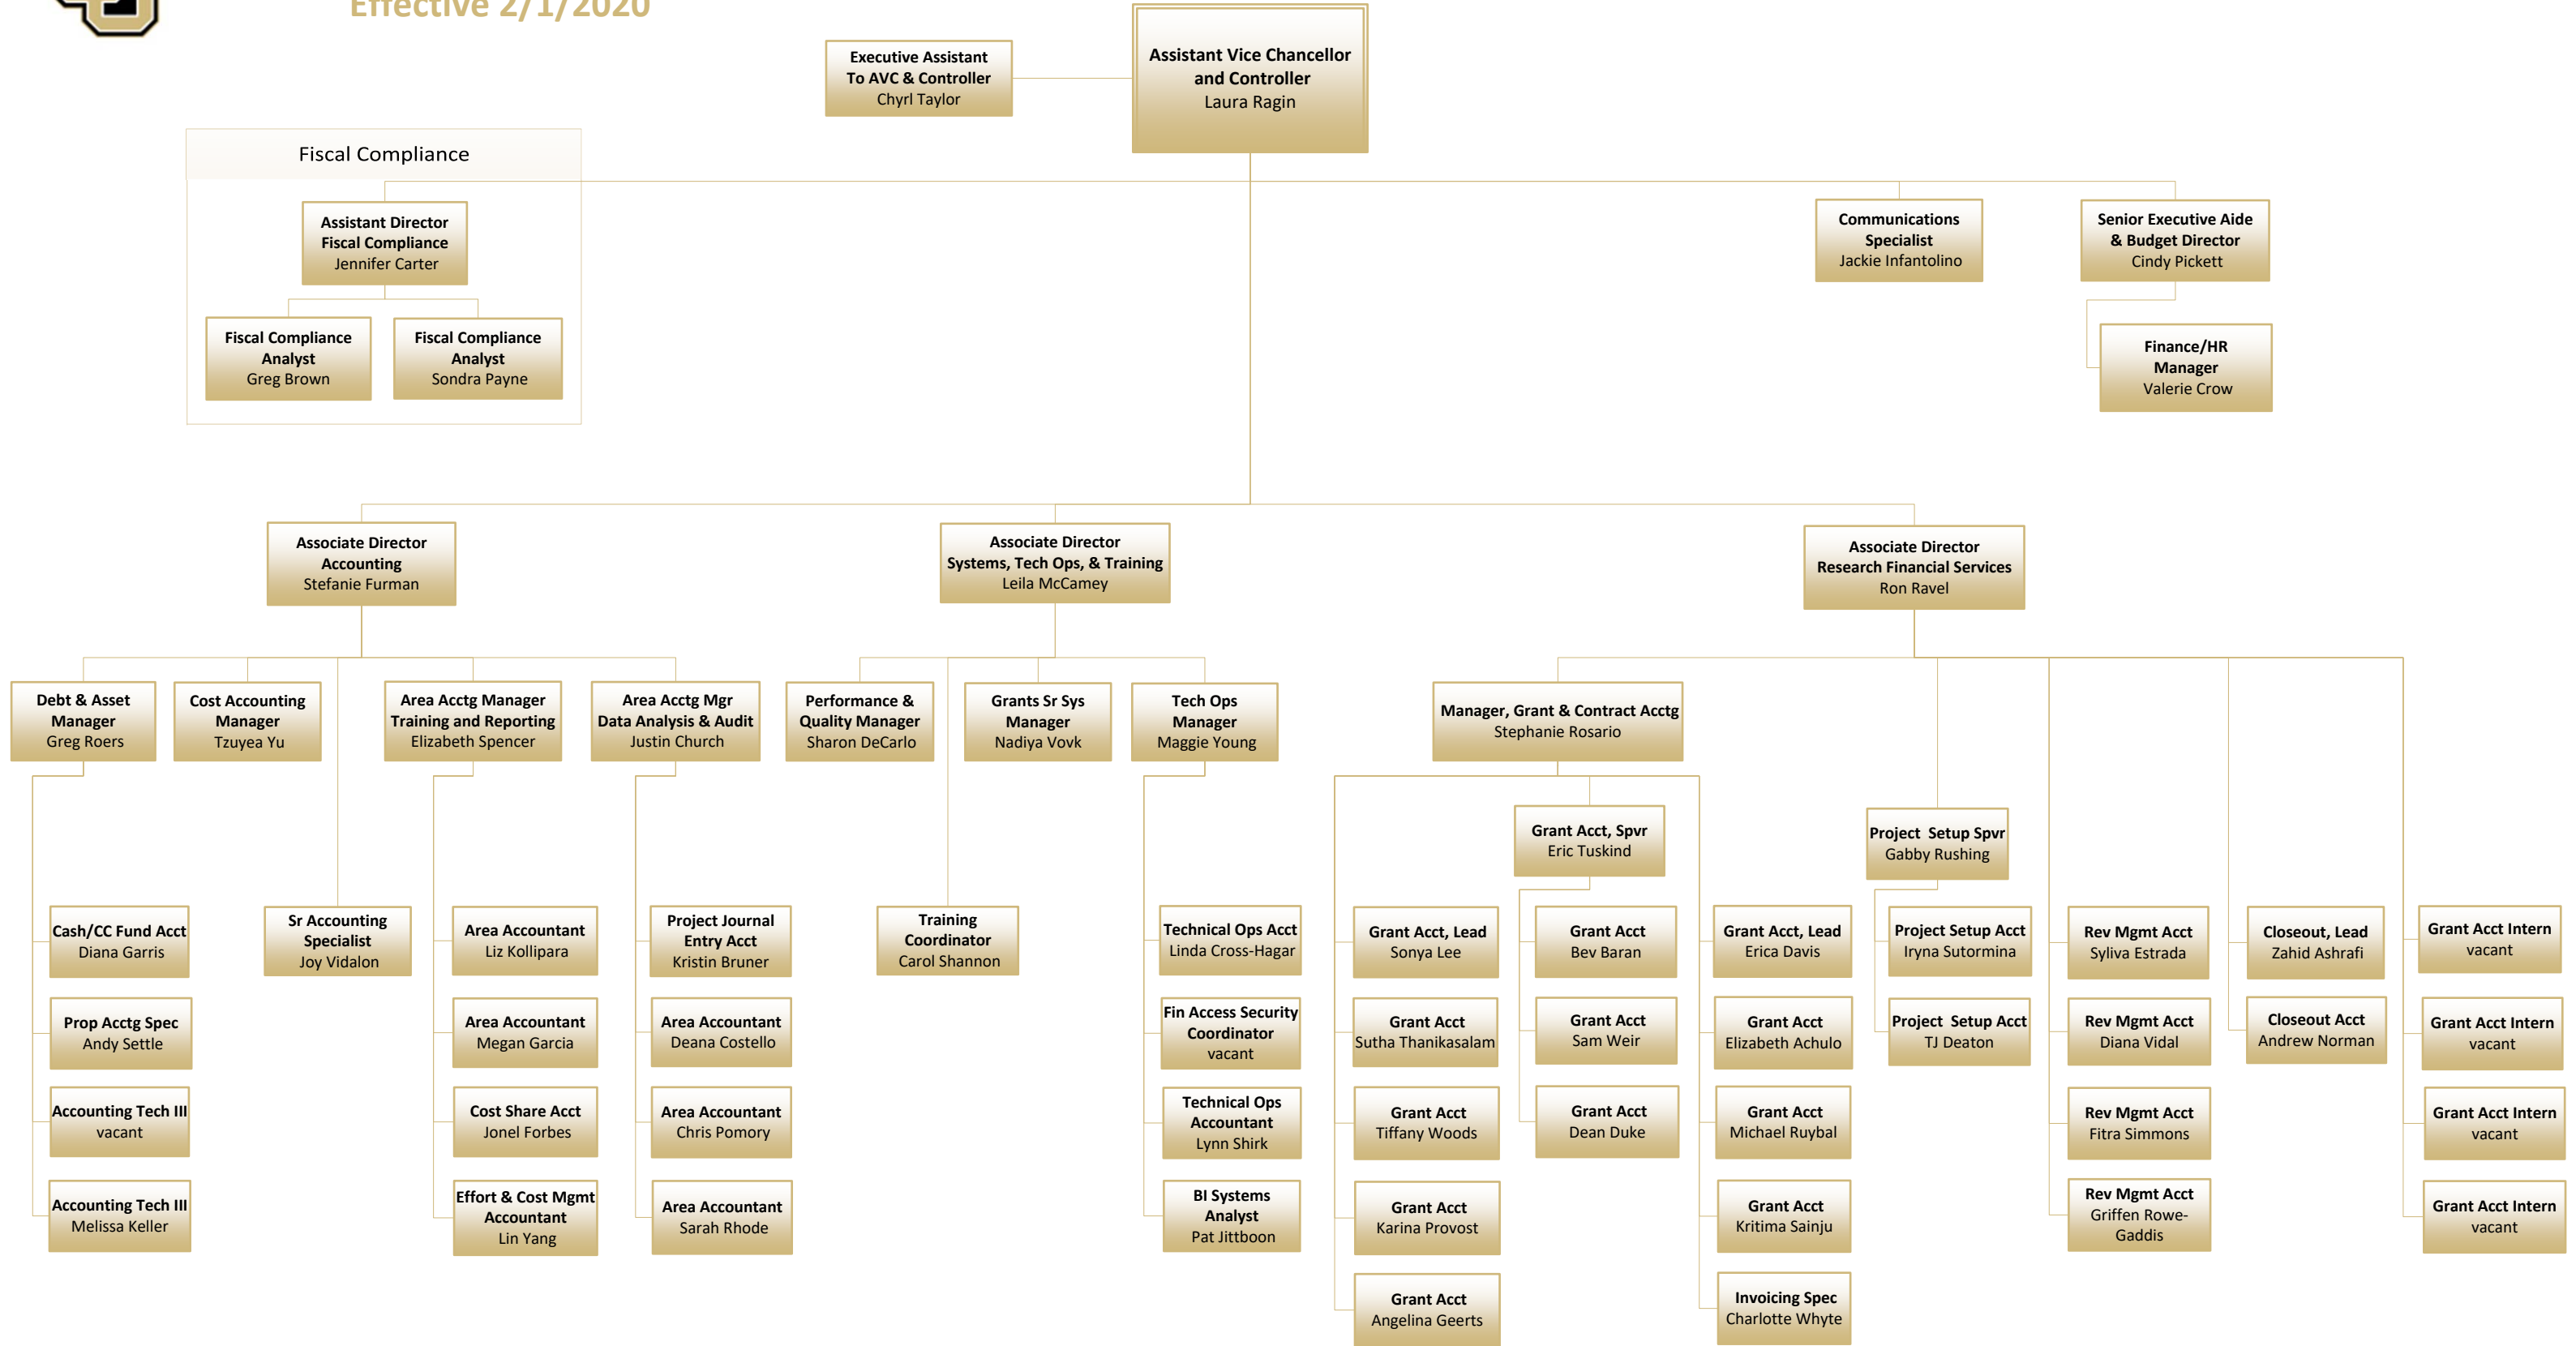 Effective 2/1/2020
Executive Assistant
To AVC & Controller
Chyrl Taylor
Assistant Vice Chancellor
and Controller
Laura Ragin
Fiscal Compliance
Assistant Director
Fiscal Compliance
Jennifer Carter
Fiscal Compliance
Analyst
Greg Brown
Fiscal Compliance
Analyst
Sondra Payne
Communications
Specialist
Jackie Infantolino
Senior Executive Aide
& Budget Director
Cindy Pickett
Finance/HR
Manager
Valerie Crow
Associate Director
Accounting
Stefanie Furman
Associate Director
Systems, Tech Ops, & Training
Leila McCamey
Associate Director
Research Financial Services
Ron Ravel
Debt & Asset
Manager
Greg Roers
Cost Accounting
Manager
Tzuyea Yu
Area Acctg Manager
Training and Reporting
Elizabeth Spencer
Area Acctg Mgr
Data Analysis & Audit
Justin Church
Performance &
Quality Manager
Sharon DeCarlo
Grants Sr Sys
Manager
Nadiya Vovk
Tech Ops
Manager
Maggie Young
Manager, Grant & Contract Acctg
Stephanie Rosario
Grant Acct, Spvr
Eric Tuskind
Project  Setup Spvr
Gabby Rushing
Cash/CC Fund Acct
Diana Garris
Prop Acctg Spec
Andy Settle
Accounting Tech III
vacant
Accounting Tech III
Melissa Keller
Sr Accounting
Specialist
Joy Vidalon
Area Accountant
Liz Kollipara
Area Accountant
Megan Garcia
Cost Share Acct
Jonel Forbes
Effort & Cost Mgmt
Accountant
Lin Yang
Project Journal
Entry Acct
Kristin Bruner
Area Accountant
Deana Costello
Area Accountant
Chris Pomory
Area Accountant
Sarah Rhode
Training
Coordinator
Carol Shannon
Technical Ops Acct
Linda Cross-Hagar
Fin Access Security
Coordinator
vacant
Technical Ops
Accountant
Lynn Shirk
BI Systems
Analyst
Pat Jittboon
Grant Acct, Lead
Sonya Lee
Grant Acct
Sutha Thanikasalam
Grant Acct
Tiffany Woods
Grant Acct
Karina Provost
Grant Acct
Angelina Geerts
Grant Acct
Bev Baran
Grant Acct
Sam Weir
Grant Acct
Dean Duke
Grant Acct, Lead
Erica Davis
Grant Acct
Elizabeth Achulo
Grant Acct
Michael Ruybal
Grant Acct
Kritima Sainju
Invoicing Spec
Charlotte Whyte
Project Setup Acct
Iryna Sutormina
Project  Setup Acct
TJ Deaton
Rev Mgmt Acct
Syliva Estrada
Rev Mgmt Acct
Diana Vidal
Rev Mgmt Acct
Fitra Simmons
Rev Mgmt Acct
Griffen Rowe-
Gaddis
Closeout, Lead
Zahid Ashrafi
Closeout Acct
Andrew Norman
Grant Acct Intern
vacant
Grant Acct Intern
vacant
Grant Acct Intern
vacant
Grant Acct Intern
vacant